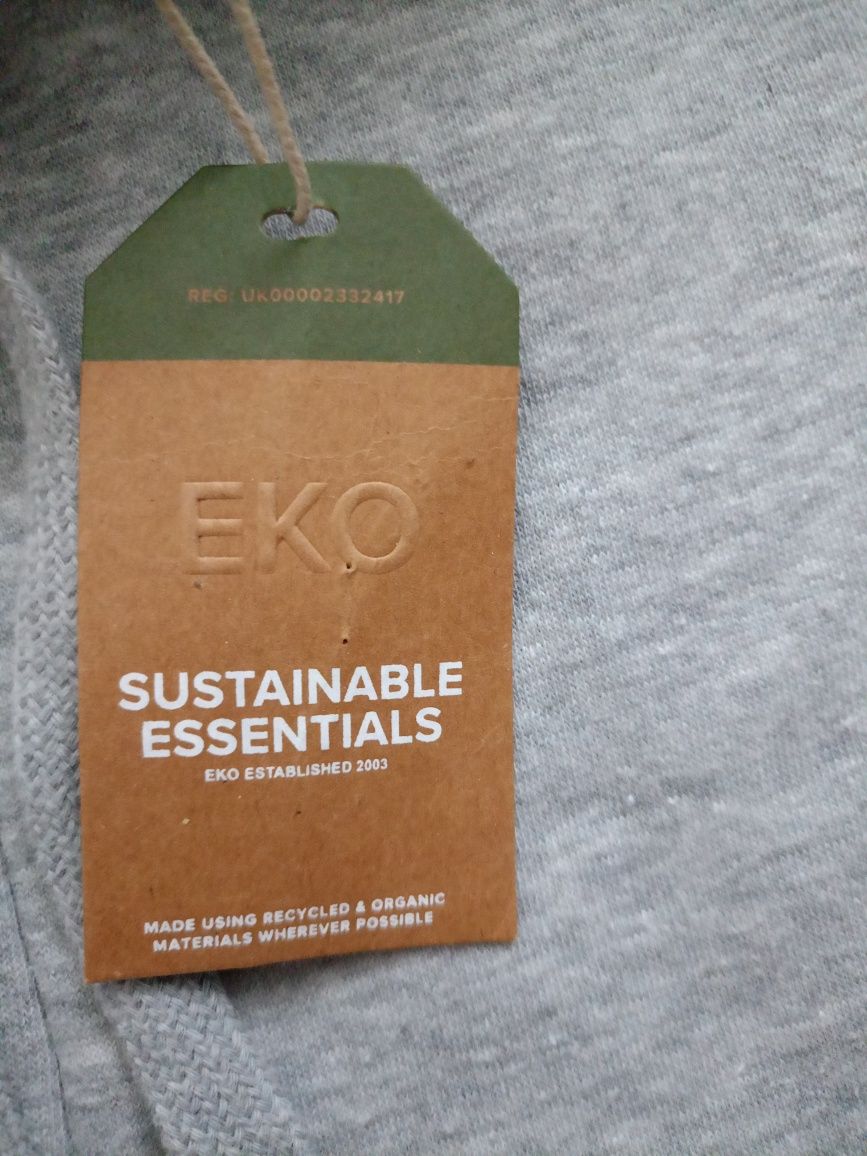 REG: UK00002332417
EKO
SUSTAINABLE
ESSENTIALS
EKO ESTABLISHED 2003
MADE USING RECYCLED & ORGANIC
MATERIALS WHEREVER POSSIBLE